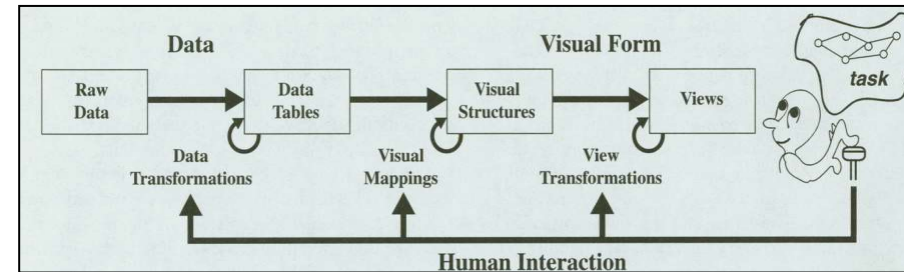 Data
Visual Form
task
Raw
Data
Data
Tables
Visual
Structures
Views
Data
Transformations
Visual
Mappings
View
Transformations
Human Interaction